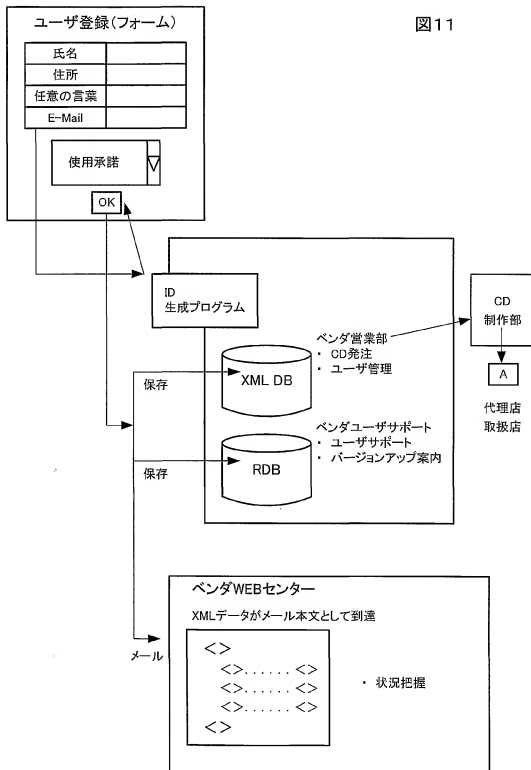 ユーザ登録(フォーム)
図11
氏名
住所
任意の言葉
E-Mail
使用承諾
▽
OK
ID
生成プログラム
CD
制作部
A
代理店
取扱店
ベンダ営業部
・ CD発注
・ ユーザ管理
保存
XML DB
ベンダユーザサポート
・ ユーザサポート
・ バージョンアップ案内
保存
RDB
ベンダWEBセンター
XMLデータがメール本文として到達
メール
<>
<>......<>
<>......<>
<>......<>
<>
・ 状況把握